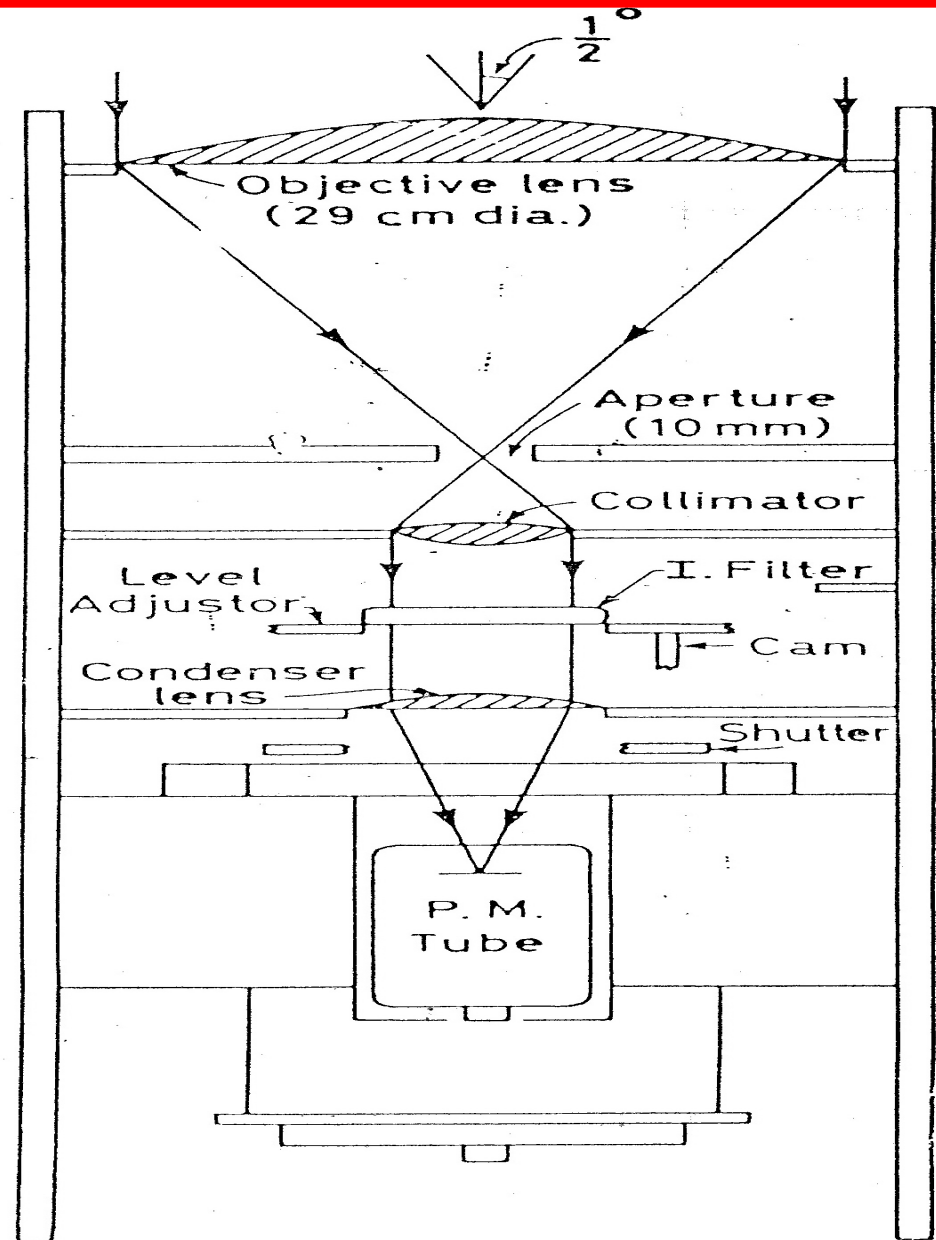 1/2°
Objective lens
(29 cm dia.)
Aperture
(10 mm)
Collimator
Level
Adjustor
I. Filter
Cam
Condenser
lens
Shutter
P. M.
Tube